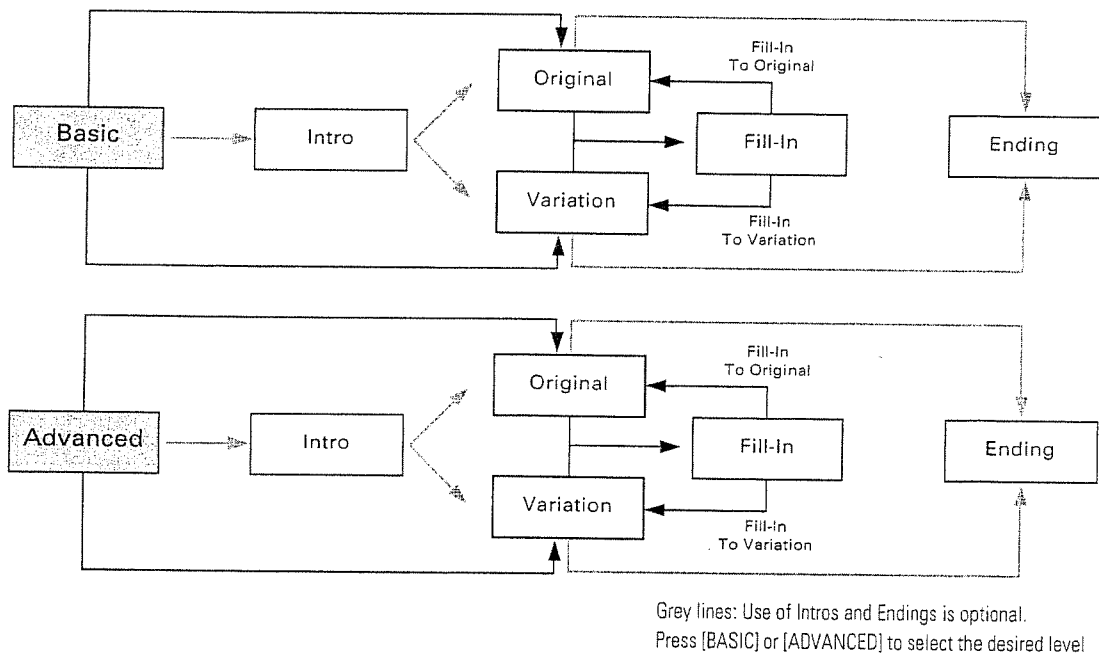 Fill-In
To Original
Original
Basic
Intro
Fill-In
Ending
Variation
Fill-In
To Variation
Fill-In
To Original
Original
Advanced
Intro
Fill-In
Ending
Variation
Fill-In
To Variation
Grey lines: Use of Intros and Endings is optional.
Press [BASIC] or [ADVANCED] to select the desired level